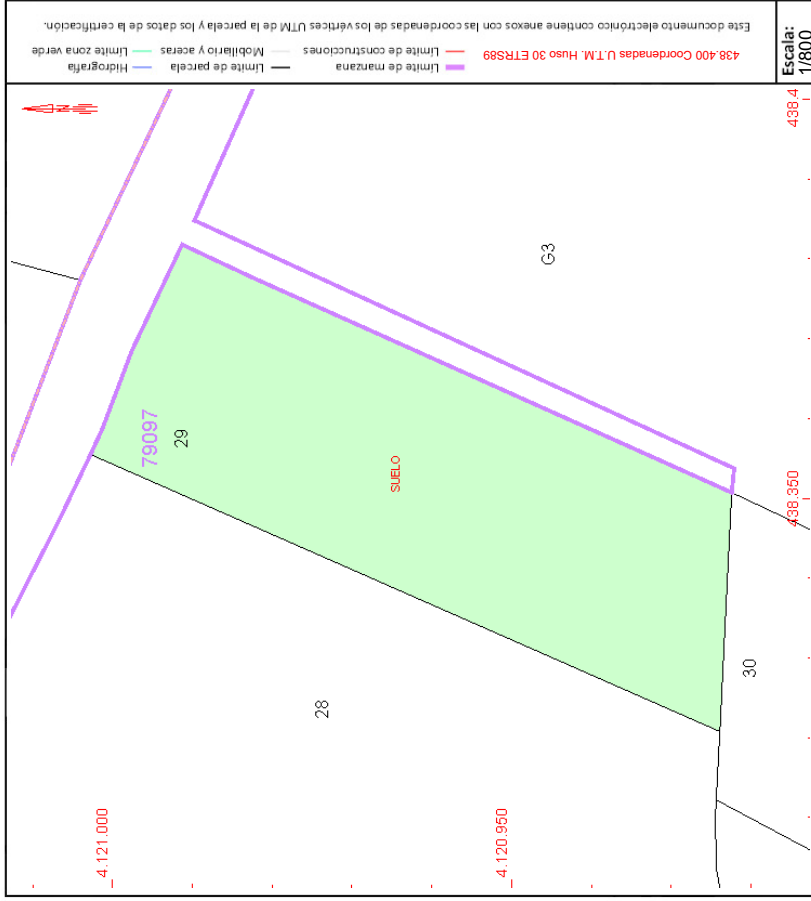 Este documento electrónico contiene anexos con las coordenadas de los vértices UTM de la parcela y los datos de la certificación.
438.400 Coordenadas U.T.M. Huso 30 ETRS89
Límite de manzana
Límite de construcciones
Límite de parcela
Mobiliario y aceras
Hidrografía
Límite zona verde
Escala:
1/800
79097
29
SUELO
G3
28
30
4.121.000
4.120.950
438.350
438.4